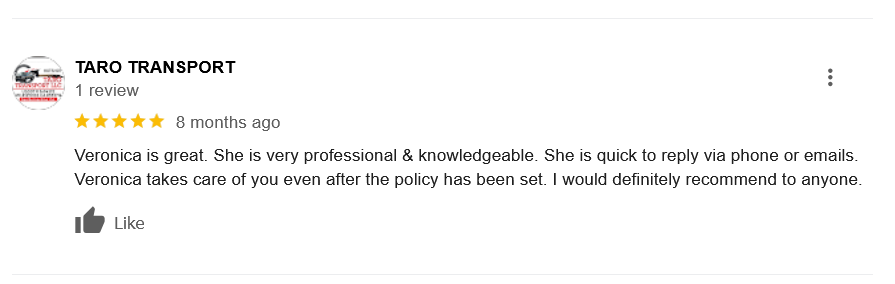 TARO TRANSPORT
1 review
8 months ago
Veronica is great. She is very professional & knowledgeable. She is quick to reply via phone or emails.
Veronica takes care of you even after the policy has been set. I would definitely recommend to anyone.
Like